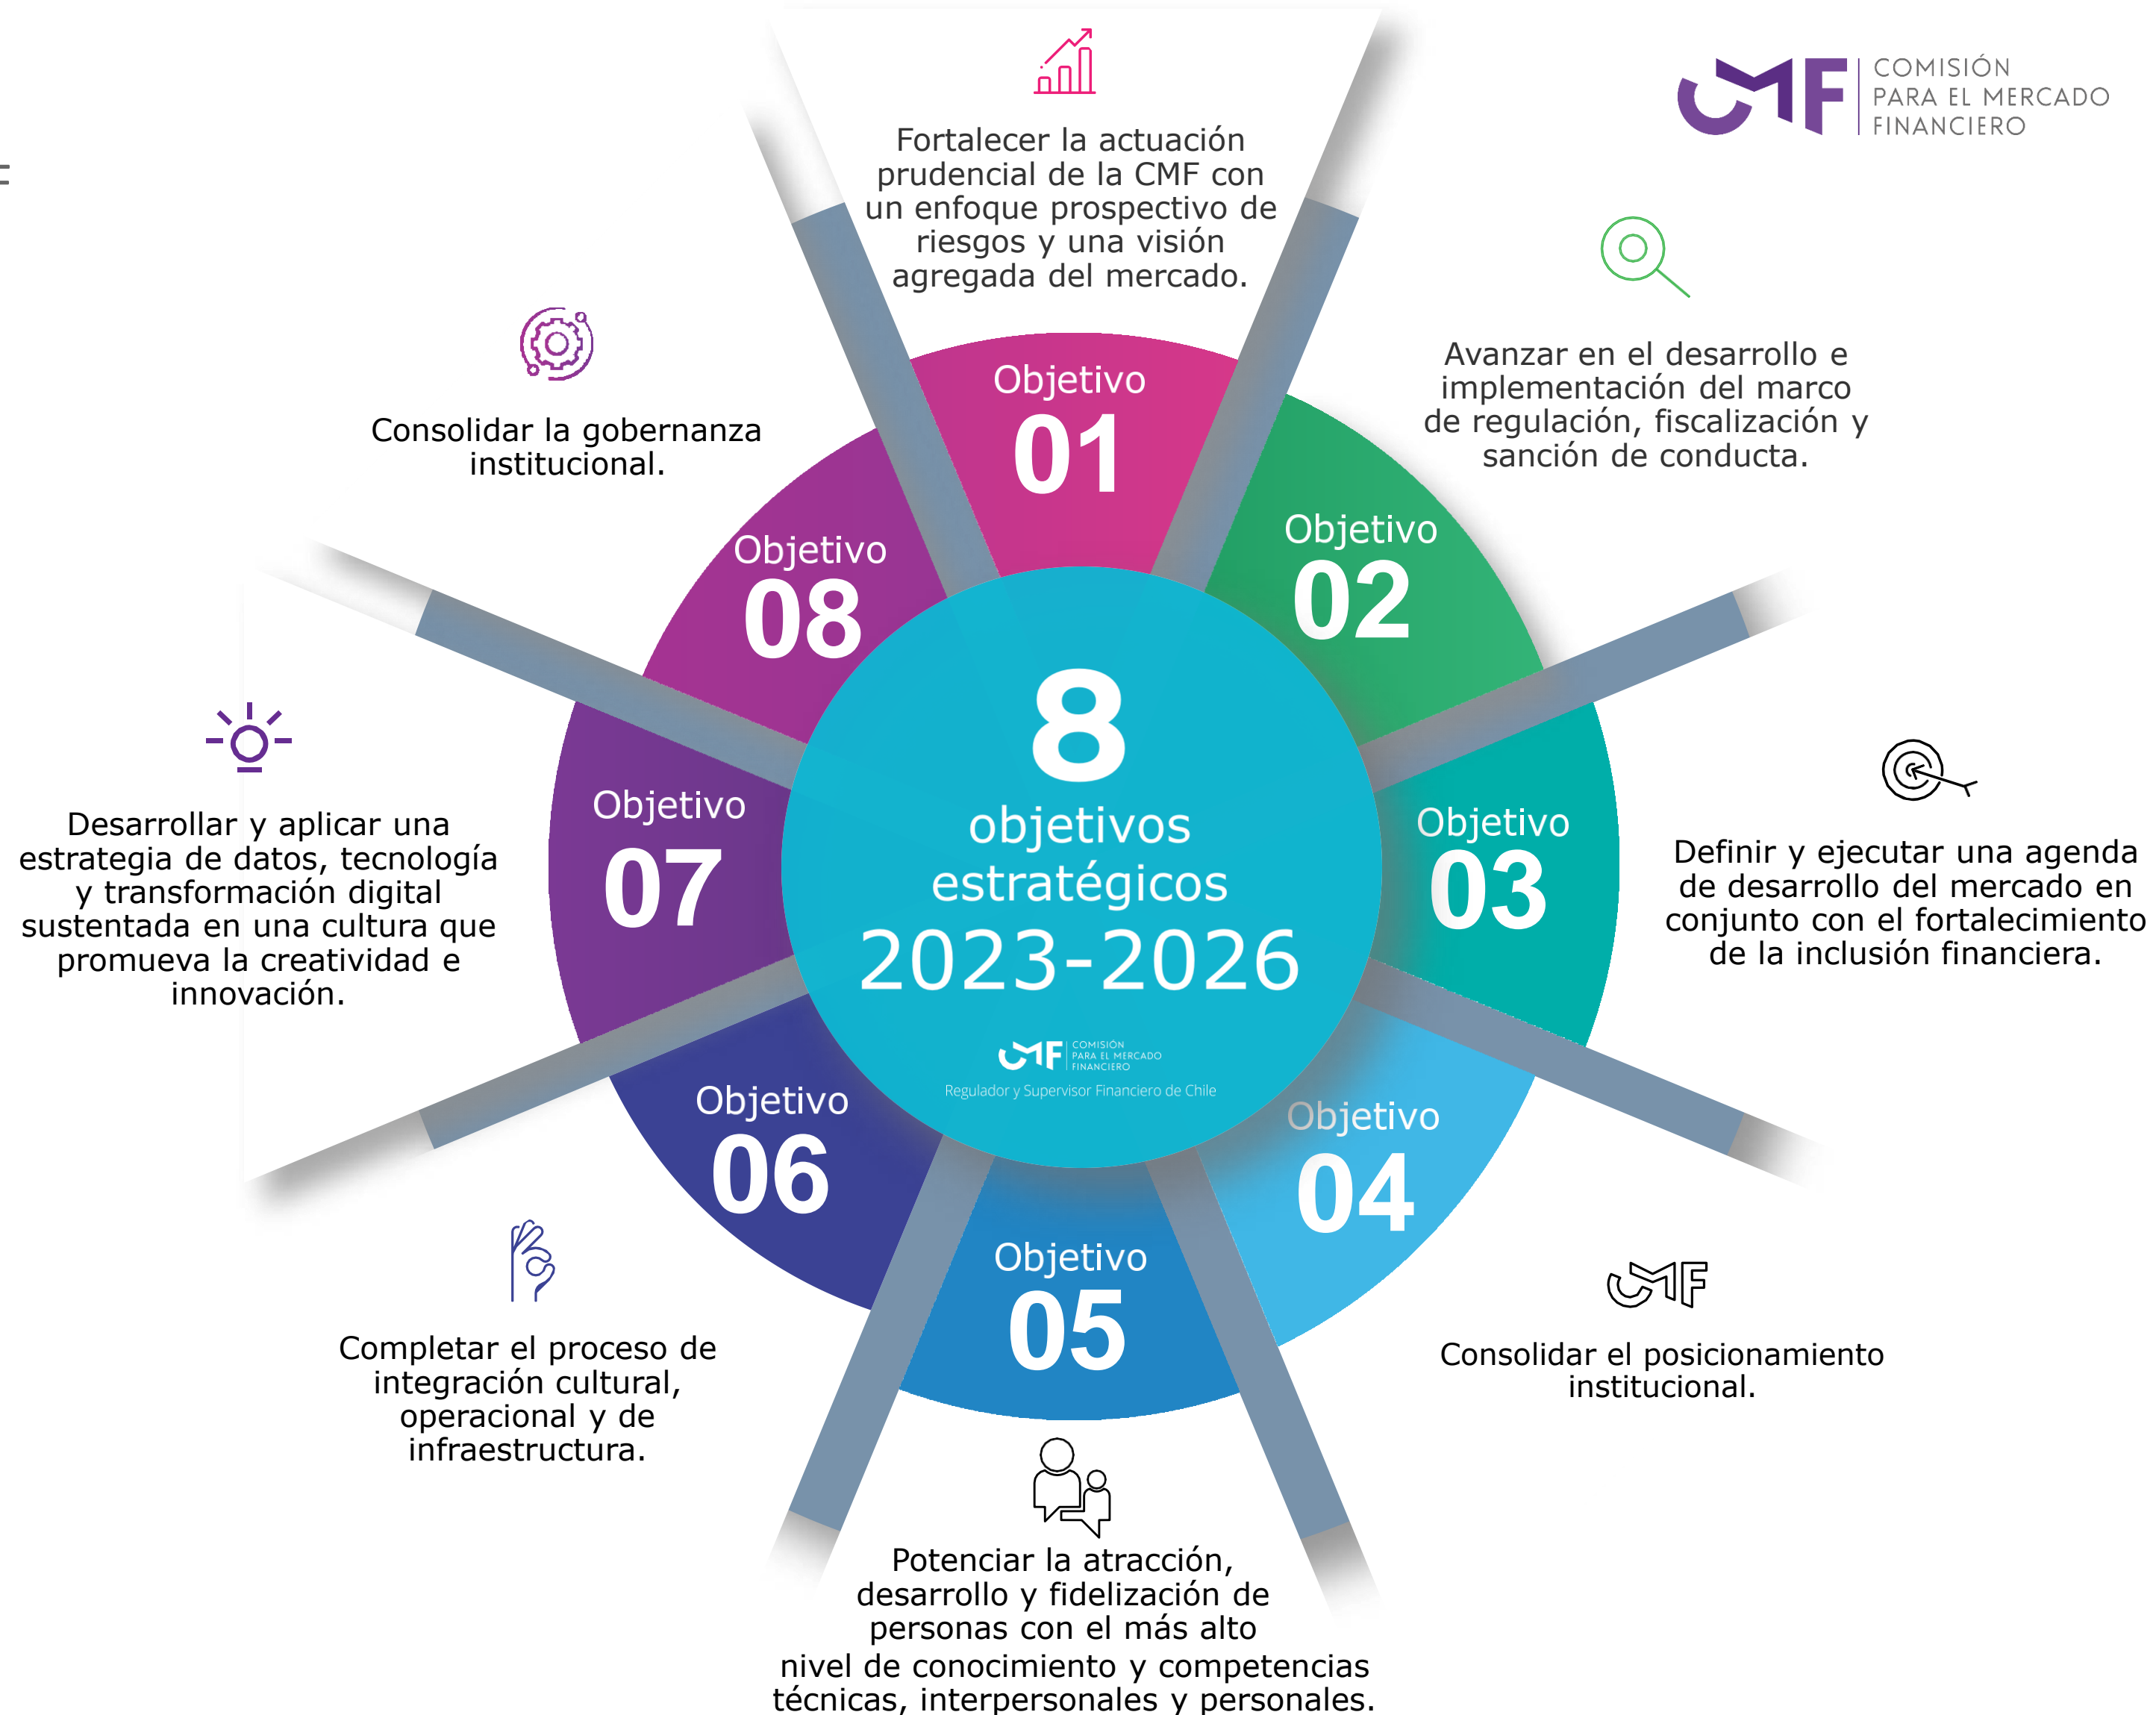 COMISIÓN
PARA EL MERCADO
FINANCIERO
Fortalecer la actuación
prudencial de la CMF con
un enfoque prospectivo de
riesgos y una visión
agregada del mercado.
Objetivo
01
Avanzar en el desarrollo e
implementación del marco
de regulación, fiscalización y
sanción de conducta.
Objetivo
02
Definir y ejecutar una agenda
de desarrollo del mercado en
conjunto con el fortalecimiento
de la inclusión financiera.
Objetivo
03
CMF
Consolidar el posicionamiento
institucional.
Objetivo
04
Potenciar la atracción,
desarrollo y fidelización de
personas con el más alto
nivel de conocimiento y competencias
técnicas, interpersonales y personales.
Objetivo
05
Completar el proceso de
integración cultural,
operacional y de
infraestructura.
Objetivo
06
Desarrollar y aplicar una
estrategia de datos, tecnología
y transformación digital
sustentada en una cultura que
promueva la creatividad e
innovación.
Objetivo
07
Consolidar la gobernanza
institucional.
Objetivo
08
8
objetivos
estratégicos
2023-2026
CMF
COMISIÓN
PARA EL MERCADO
FINANCIERO
Regulador y Supervisor Financiero de Chile
CMF